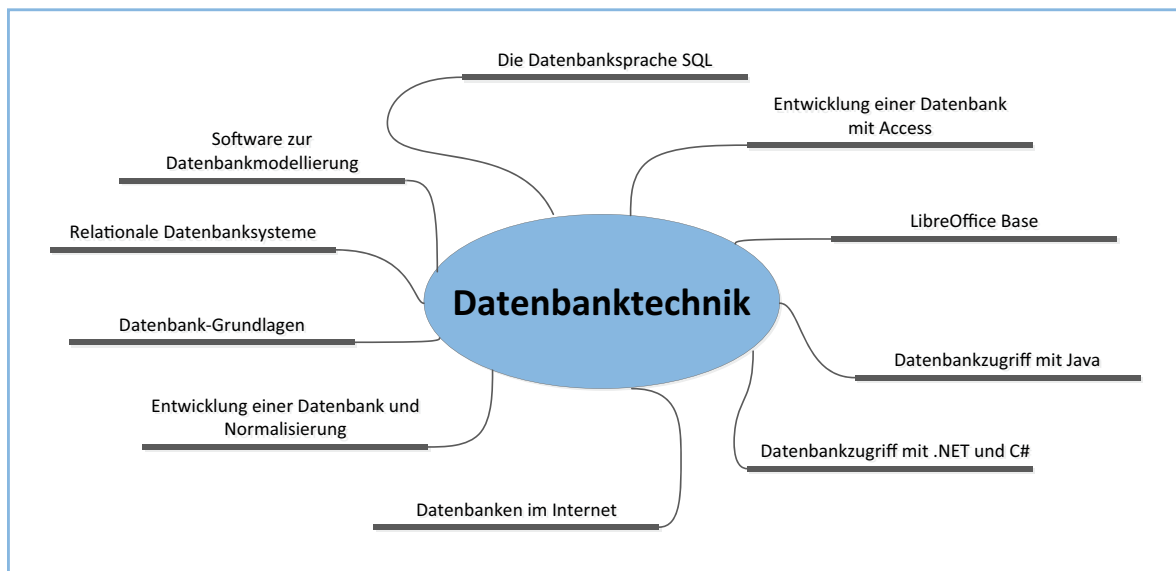 Die Datenbanksprache SQL
Entwicklung einer Datenbank
mit Access
Software zur
Datenbankmodellierung
LibreOffice Base
Relationale Datenbanksysteme
Datenbanktechnik
Datenbank-Grundlagen
Datenbankzugriff mit Java
Entwicklung einer Datenbank und
Normalisierung
Datenbankzugriff mit .NET und C#
Datenbanken im Internet